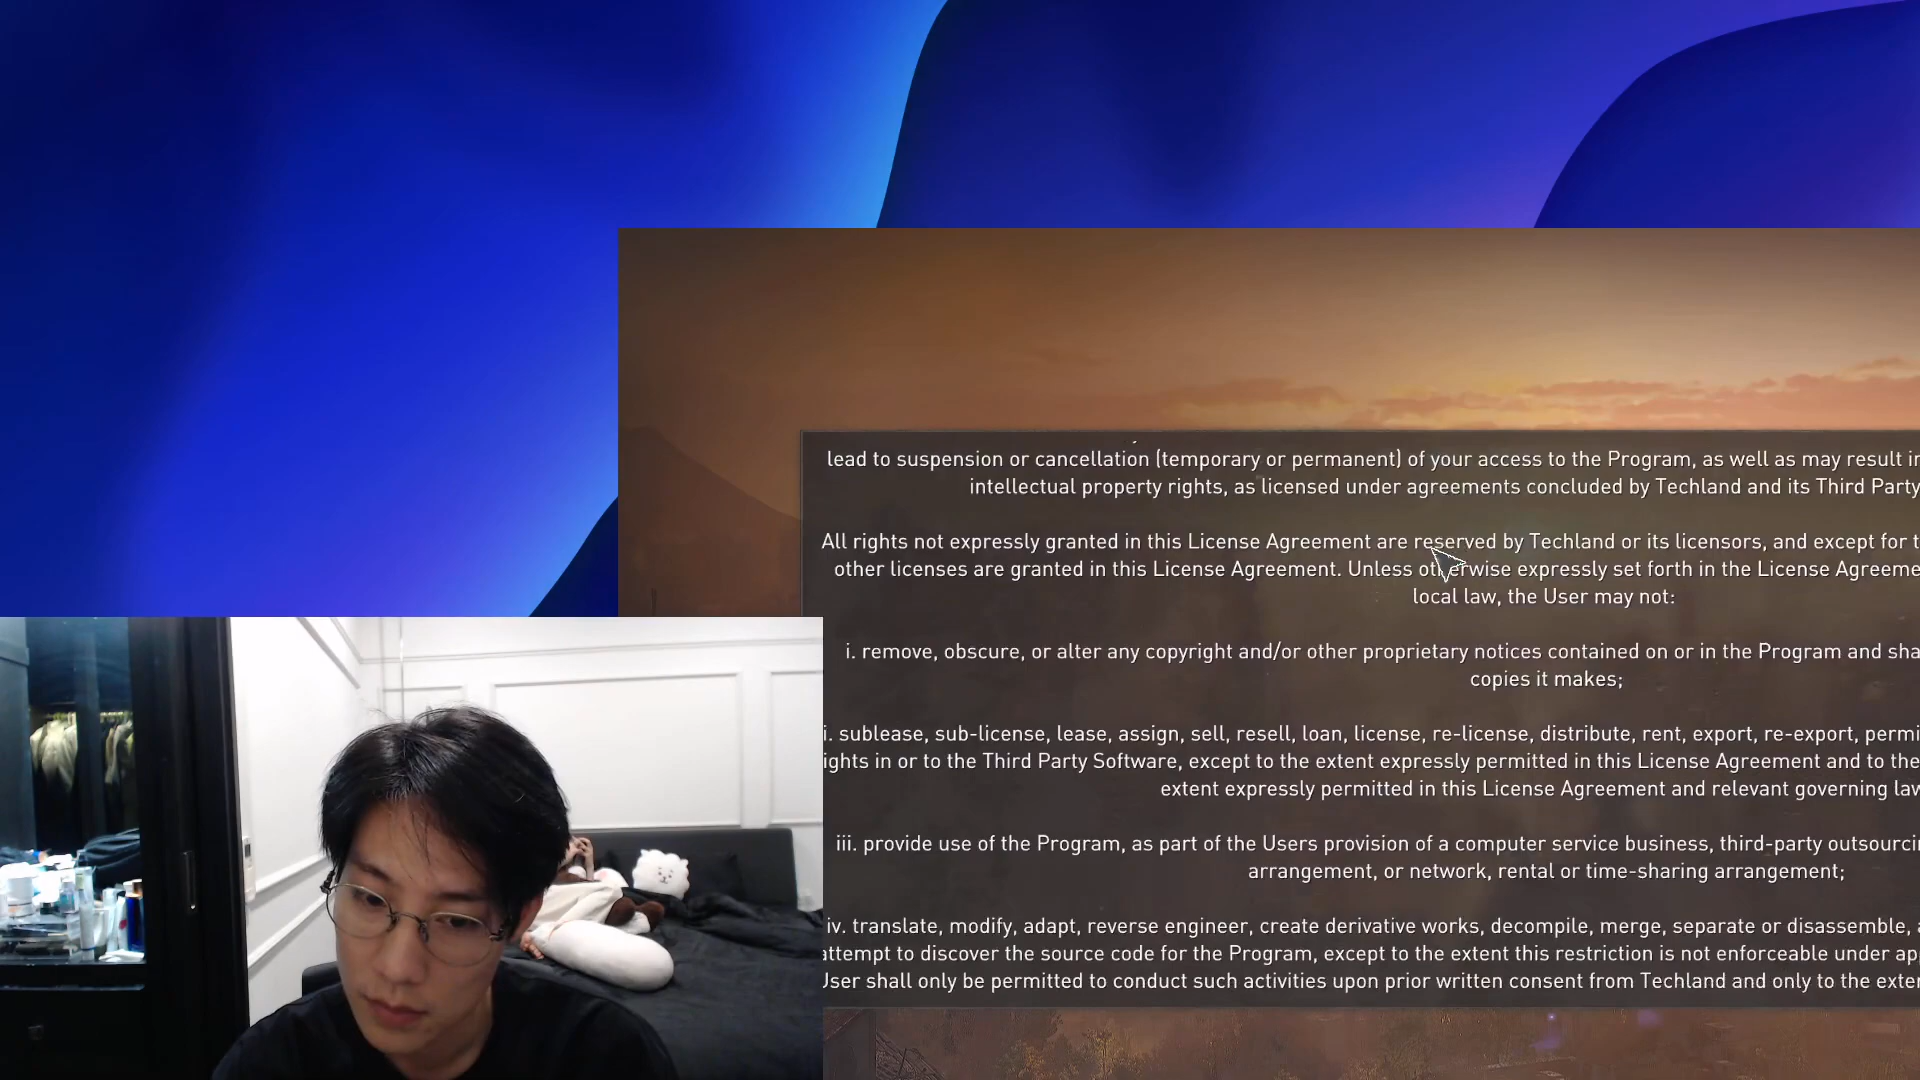 lead to suspension or cancellation (temporary or permanent) of your access to the Program, as well as may result in
intellectual property rights, as licensed under agreements concluded by Techland and its Third Party
All rights not expressly granted in this License Agreement are reserved by Techland or its licensors, and except for
other licenses are granted in this License Agreement. Unless otherwise expressly set forth in the License
local law, the User may not:
i. remove, obscure, or alter any copyright and/or other proprietary notices contained on or in the Program and
copies it makes;
i. sublease, sub-license, lease, assign, sell, resell, loan, license, re-license, distribute, rent, export, re-export,
in or to the Third Party Software, except to the extent expressly permitted in this License Agreement and to the
extent expressly permitted in this License Agreement and relevant governing
iii. provide use of the Program, as part of the Users provision of a computer service business, third-party
arrangement, or network, rental or time-sharing arrangement;
iv. translate, modify, adapt, reverse engineer, create derivative works, decompile, merge, separate or disassemble,
attempt to discover the source code for the Program, except to the extent this restriction is not enforceable under
User shall only be permitted to conduct such activities upon prior written consent from Techland and only to the